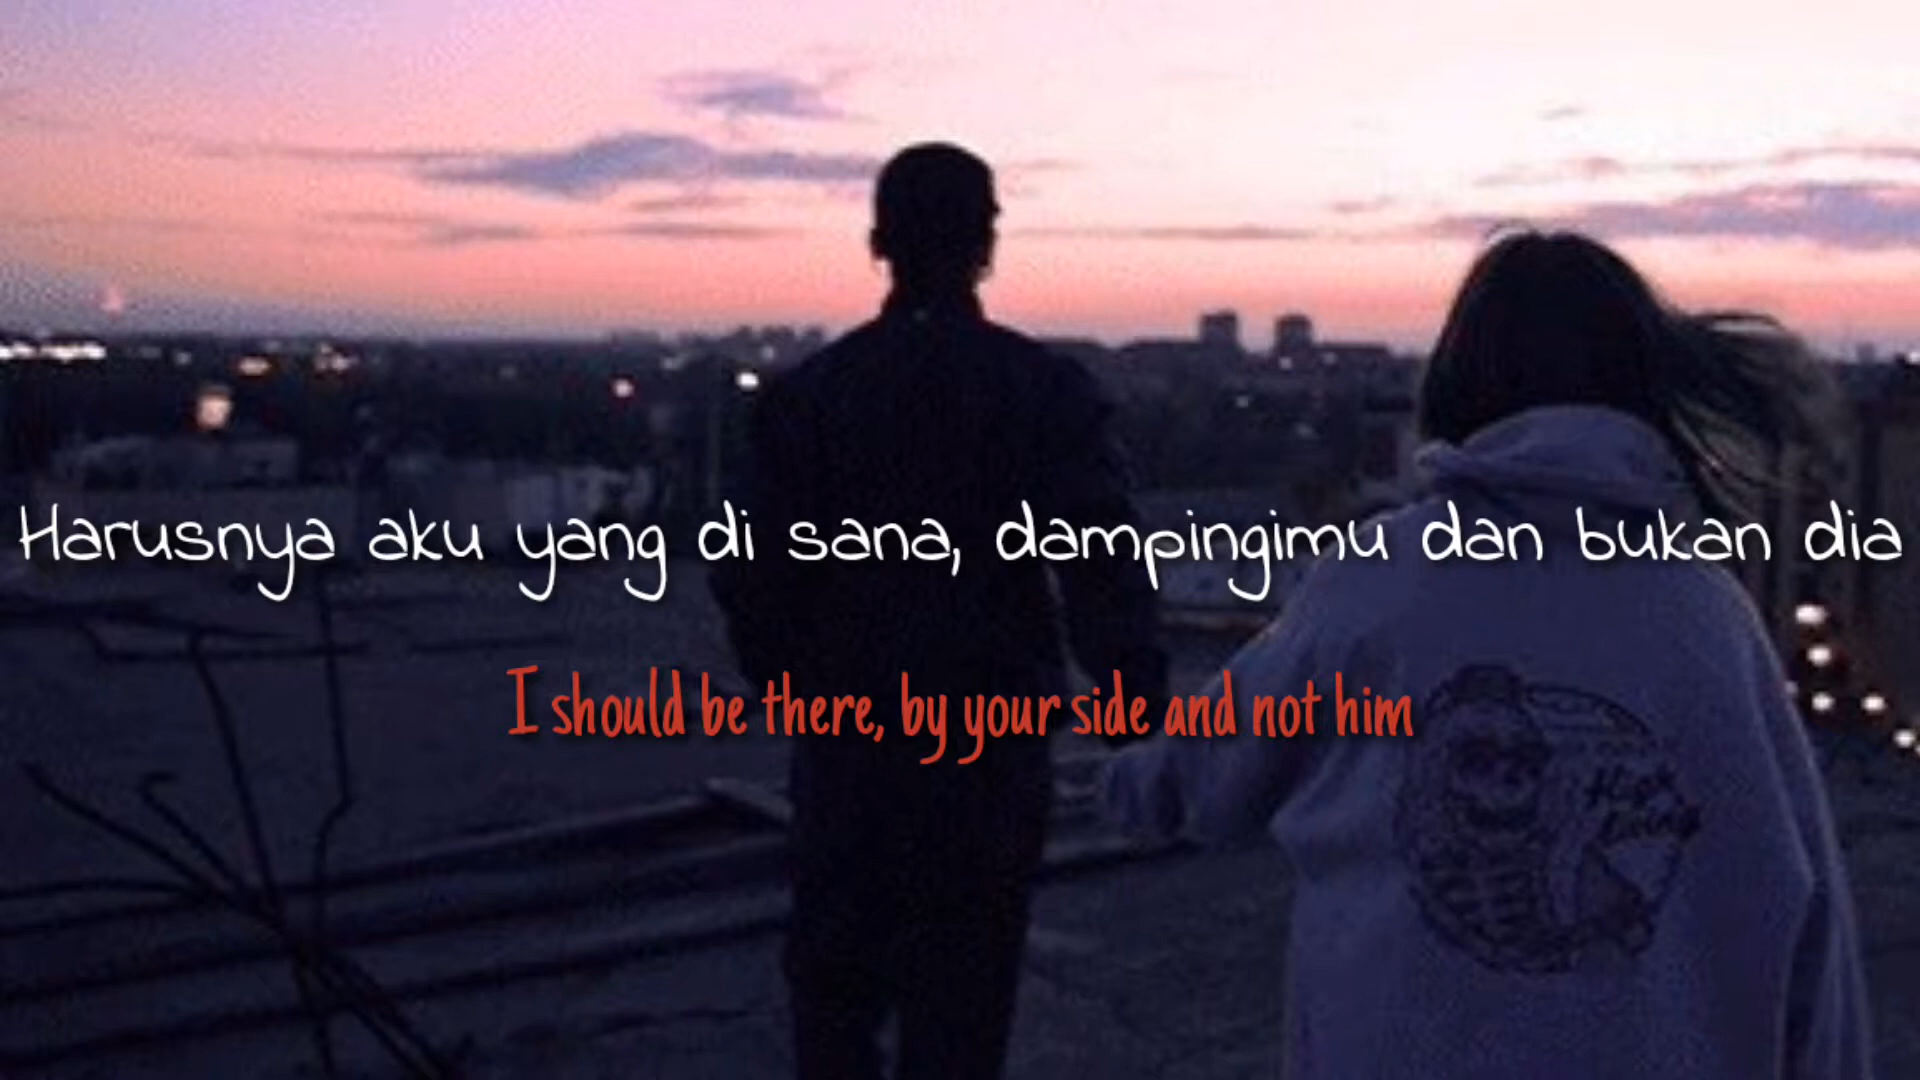 Harusnya aku yang di sana, dampingimu dan bukan dia
I should be there, by your side and not him